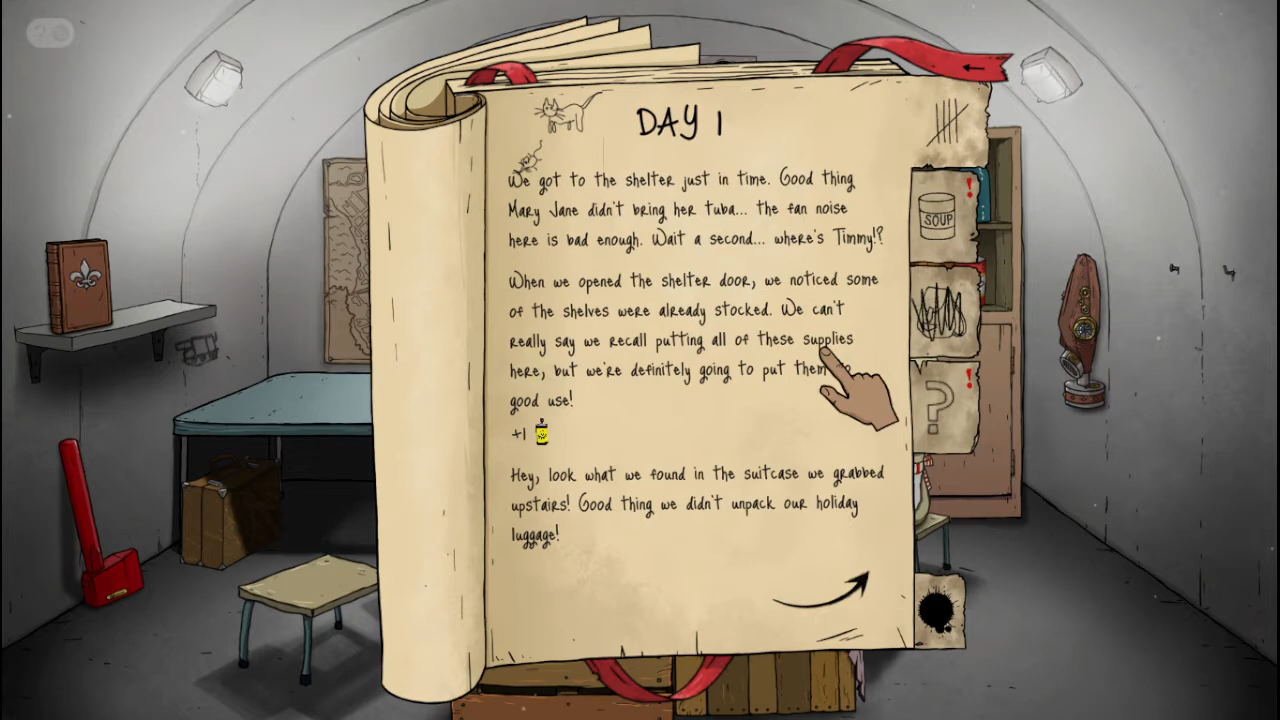 DAY 1
We got to the shelter just in time. Good thing
Mary Jane didn't bring her tuba... the fan noise
here is bad enough. Wait a second... where's Timmy!?
When we opened the shelter door, we noticed some
of the shelves were already stocked. We can't
really say we recall putting all of these supplies
here, but we're definitely going to put them
good use!
+1
Hey, look what we found in the suitcase we grabbed
upstairs! Good thing we didn't unpack our holiday
luggage!
SOUP
!
?
!